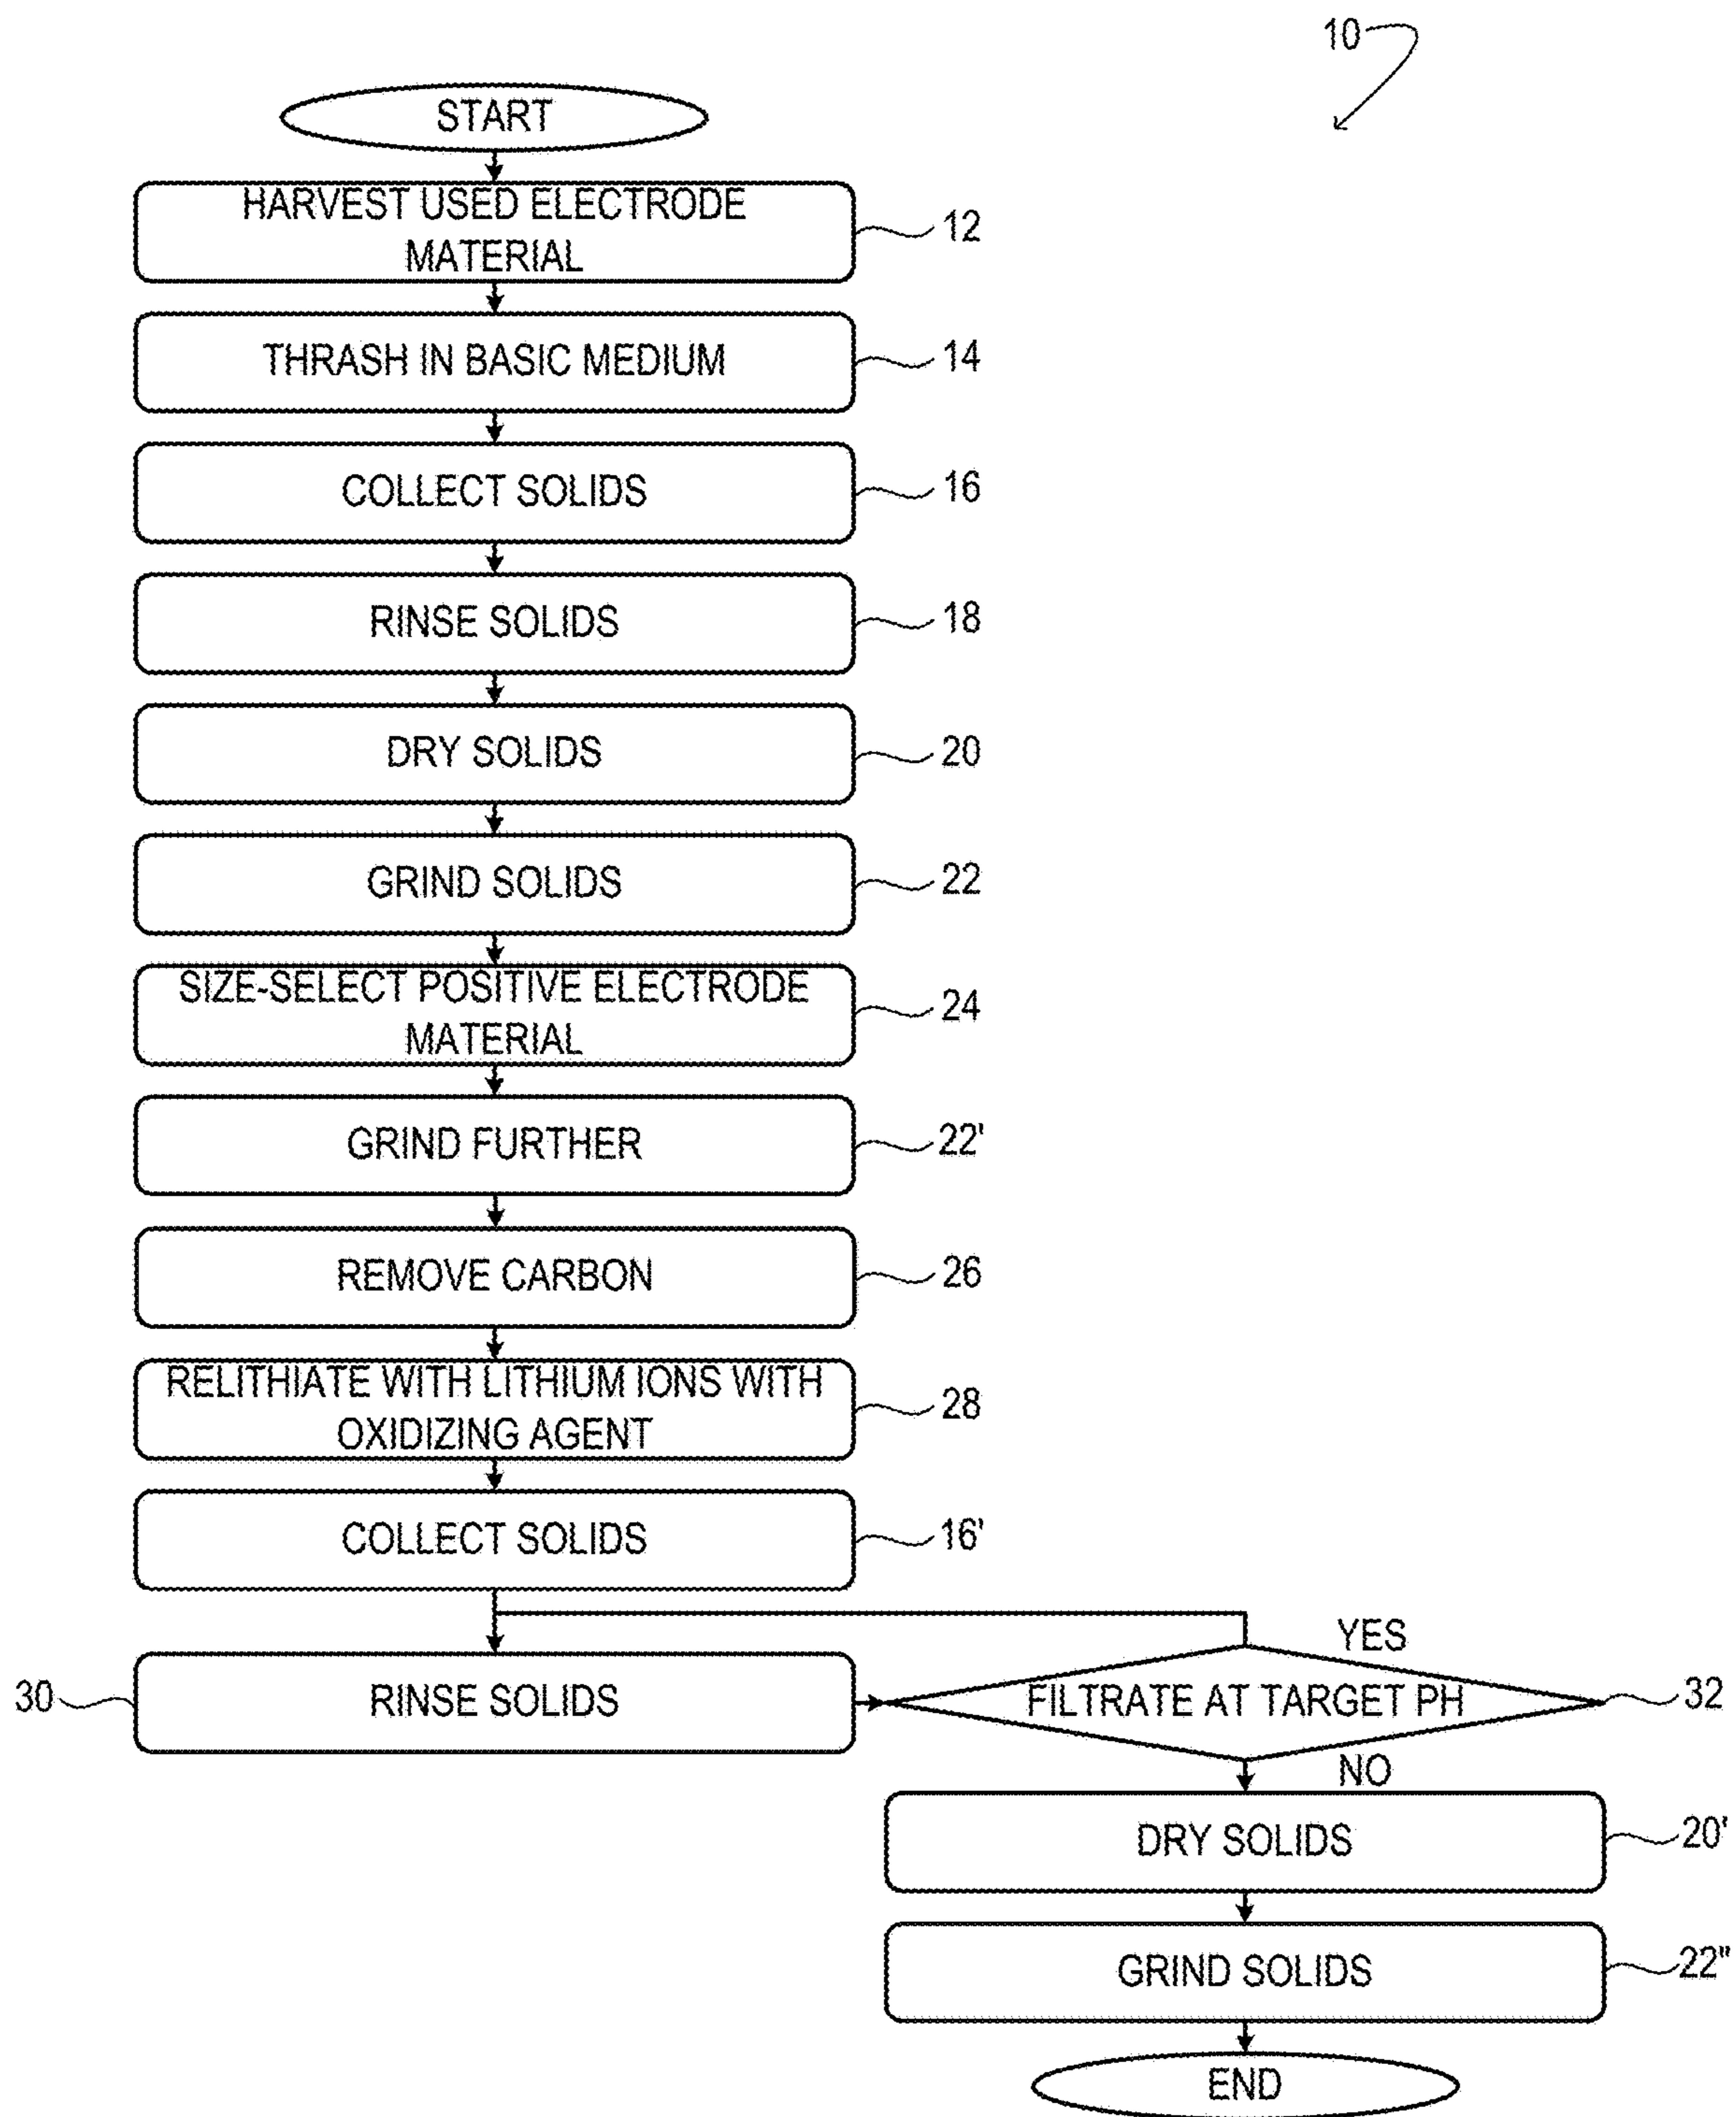 10
START
HARVEST USED ELECTRODE
MATERIAL
12
THRASH IN BASIC MEDIUM
14
COLLECT SOLIDS
16
RINSE SOLIDS
18
DRY SOLIDS
20
GRIND SOLIDS
22
SIZE-SELECT POSITIVE ELECTRODE
MATERIAL
24
GRIND FURTHER
22'
REMOVE CARBON
26
RELITHIATE WITH LITHIUM IONS WITH
OXIDIZING AGENT
28
COLLECT SOLIDS
16'
YES
30
RINSE SOLIDS
FILTRATE AT TARGET PH
32
NO
DRY SOLIDS
20'
GRIND SOLIDS
22"
END